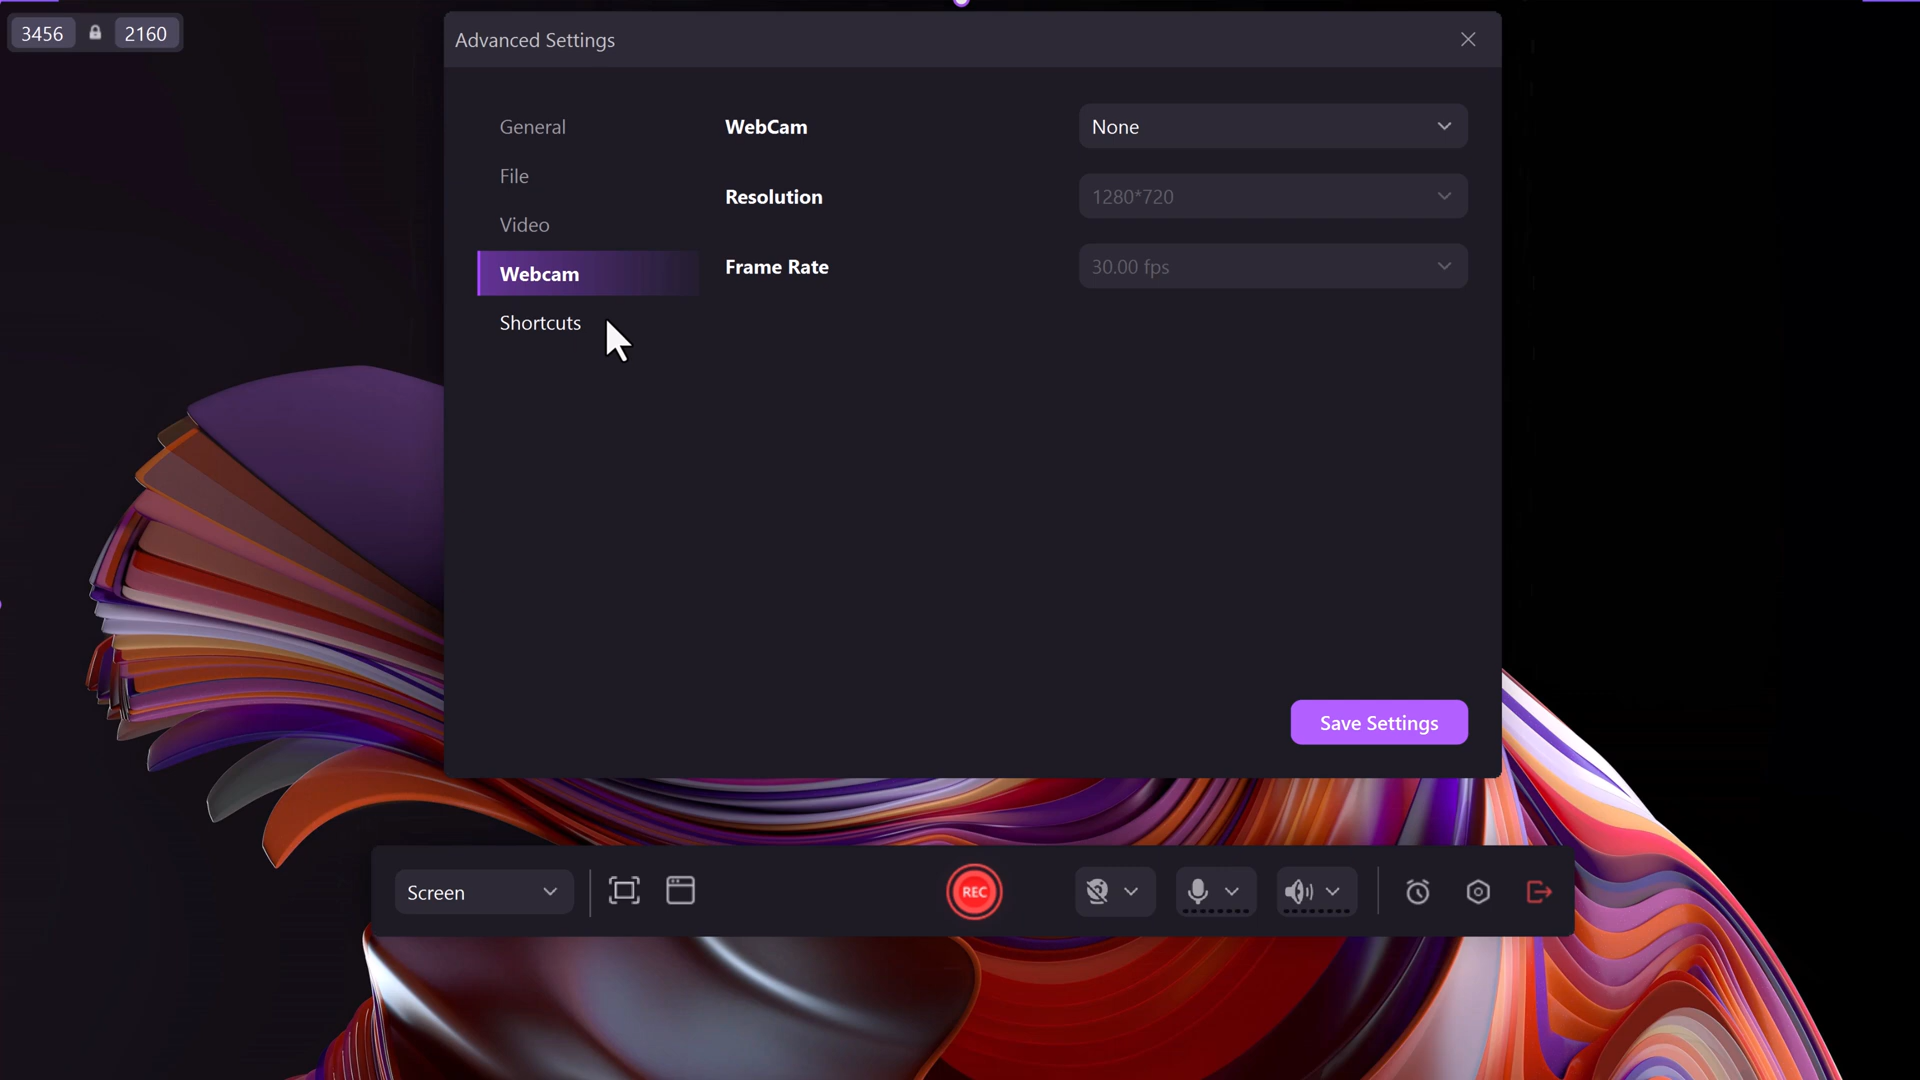 3456 2160
Advanced Settings
General
File
Video
Webcam
Shortcuts
WebCam None
Resolution 1280*720
Frame Rate 30.00 fps
Save Settings
Screen
REC